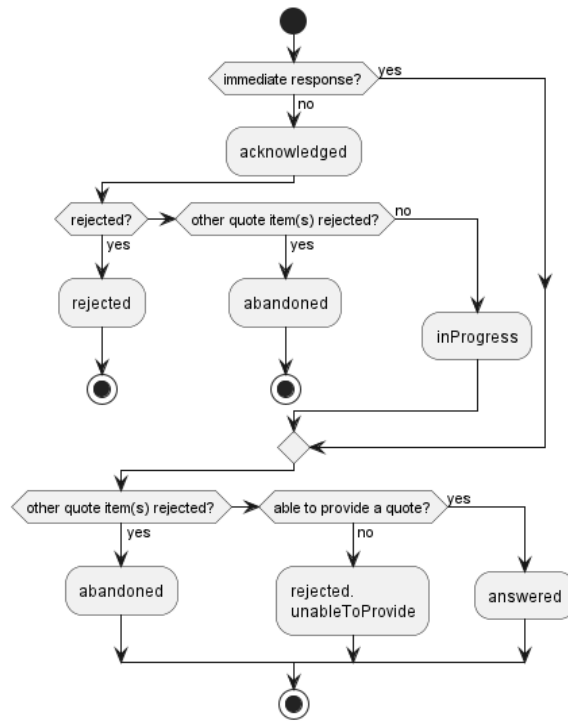 immediate response?
yes
no
acknowledged
rejected?
other quote item(s) rejected?
no
yes
yes
rejected
abandoned
inProgress
other quote item(s) rejected?
able to provide a quote?
yes
yes
no
abandoned
rejected.
unableToProvide
answered